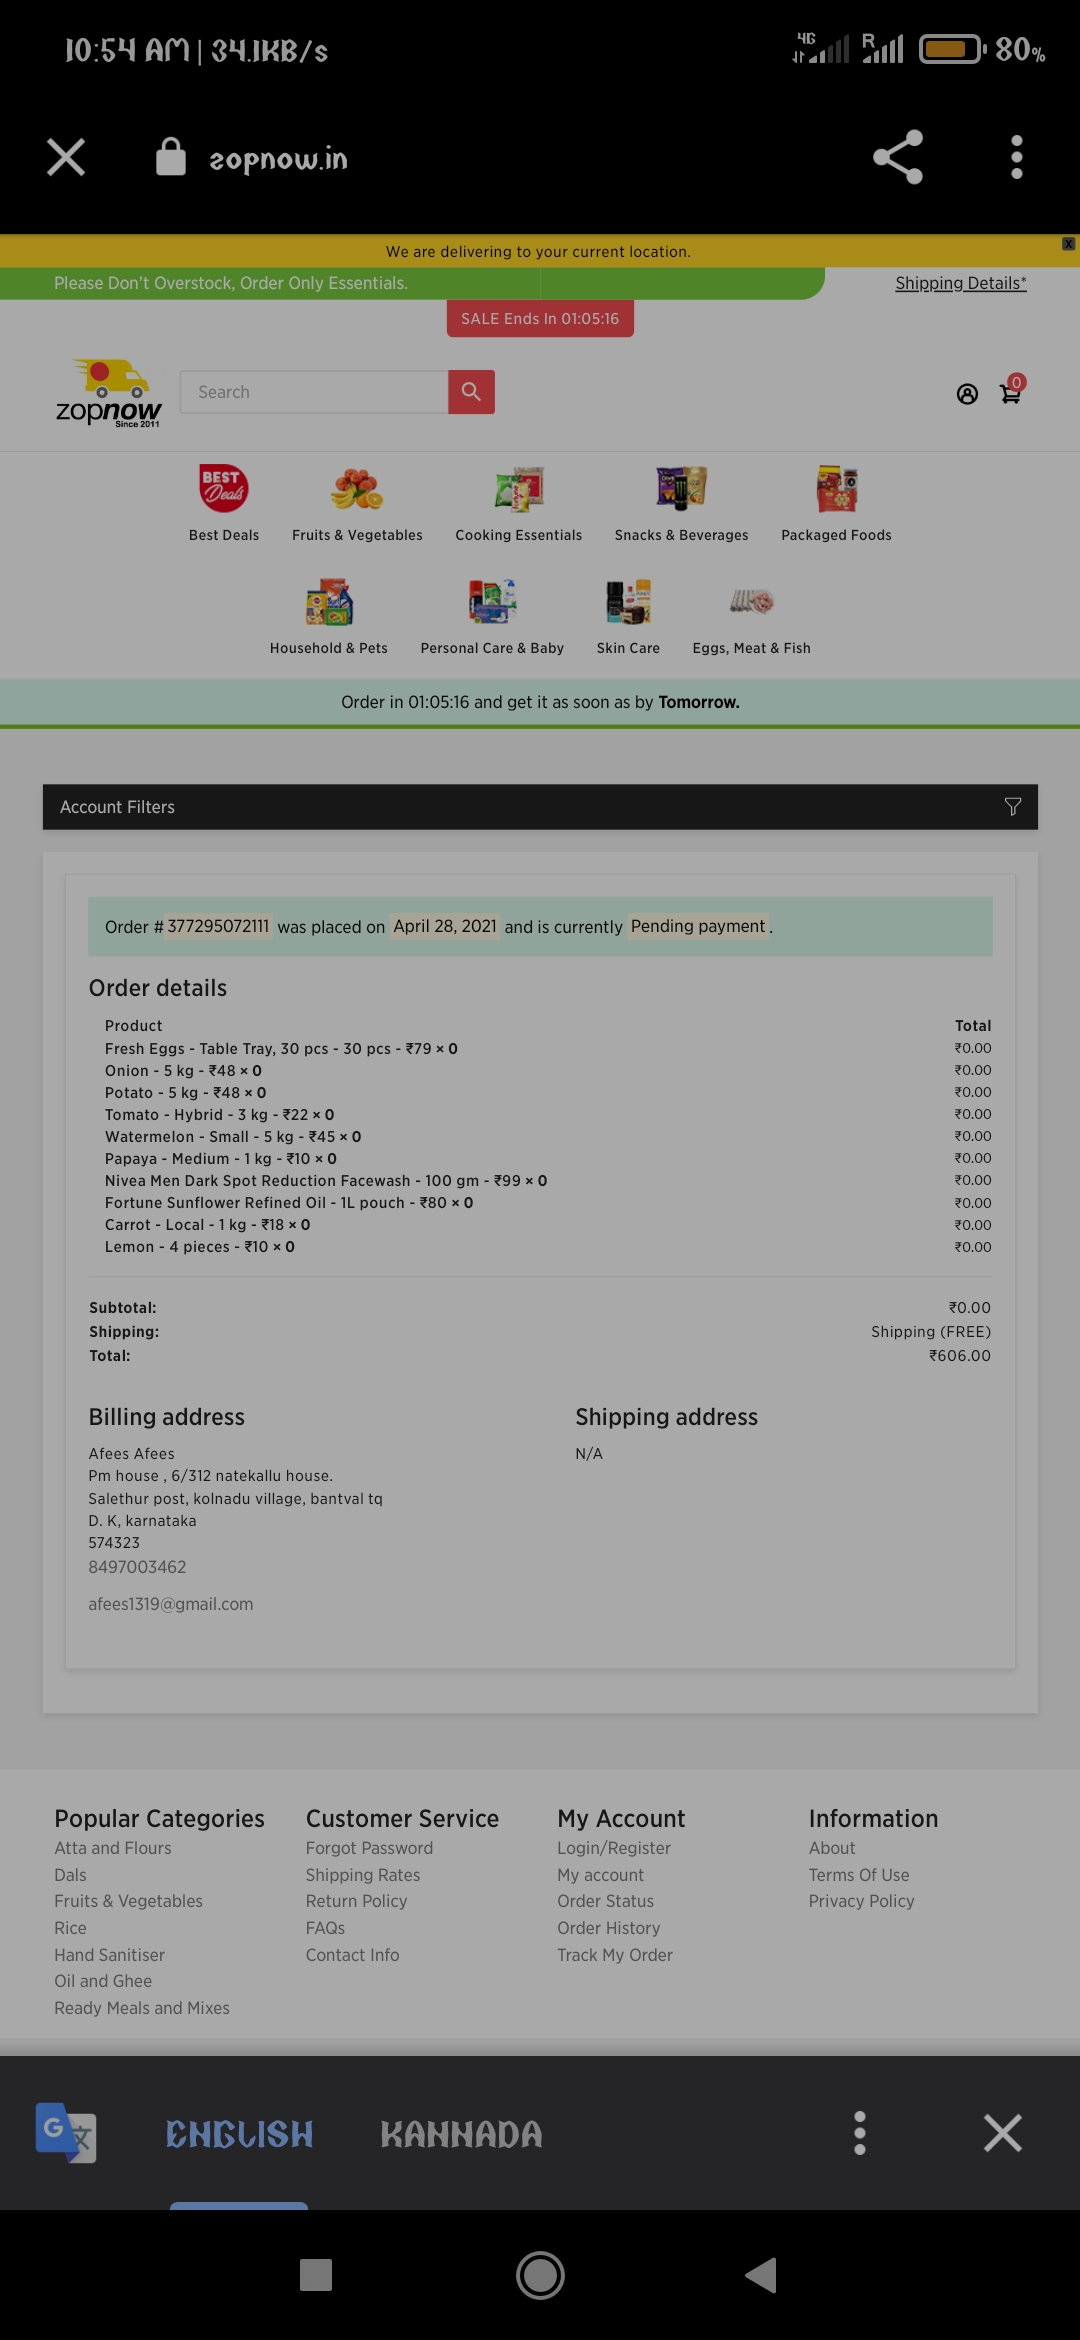 10:54 AM | 34.1KB/s
4G R 80%
zopnow.in
We are delivering to your current location.
X
Please Don't Overstock, Order Only Essentials.
Shipping Details*
SALE Ends In 01:05:16
zopnow
Since 2011
Search
0
BEST
Deals
Best Deals
Fruits & Vegetables
Cooking Essentials
Snacks & Beverages
Packaged Foods
Household & Pets
Personal Care & Baby
Skin Care
Eggs, Meat & Fish
Order in 01:05:16 and get it as soon as by Tomorrow.
Account Filters
Order #377295072111 was placed on April 28, 2021 and is currently Pending payment.
Order details
Product Total
Fresh Eggs - Table Tray, 30 pcs - 30 pcs - ₹79 × 0 ₹0.00
Onion - 5 kg - ₹48 × 0 ₹0.00
Potato - 5 kg - ₹48 × 0 ₹0.00
Tomato - Hybrid - 3 kg - ₹22 × 0 ₹0.00
Watermelon - Small - 5 kg - ₹45 × 0 ₹0.00
Papaya - Medium - 1 kg - ₹10 × 0 ₹0.00
Nivea Men Dark Spot Reduction Facewash - 100 gm - ₹99 × 0 ₹0.00
Fortune Sunflower Refined Oil - 1L pouch - ₹80 × 0 ₹0.00
Carrot - Local - 1 kg - ₹18 × 0 ₹0.00
Lemon - 4 pieces - ₹10 × 0 ₹0.00
Subtotal: ₹0.00
Shipping: Shipping (FREE)
Total: ₹606.00
Billing address
Afees Afees
Pm house , 6/312 natekallu house.
Salethur post, kolnadu village, bantval tq
D. K, karnataka
574323
8497003462
afees1319@gmail.com
Shipping address
N/A
Popular Categories
Atta and Flours
Dals
Fruits & Vegetables
Rice
Hand Sanitiser
Oil and Ghee
Ready Meals and Mixes
Customer Service
Forgot Password
Shipping Rates
Return Policy
FAQs
Contact Info
My Account
Login/Register
My account
Order Status
Order History
Track My Order
Information
About
Terms Of Use
Privacy Policy
G 文
ENGLISH KANNADA